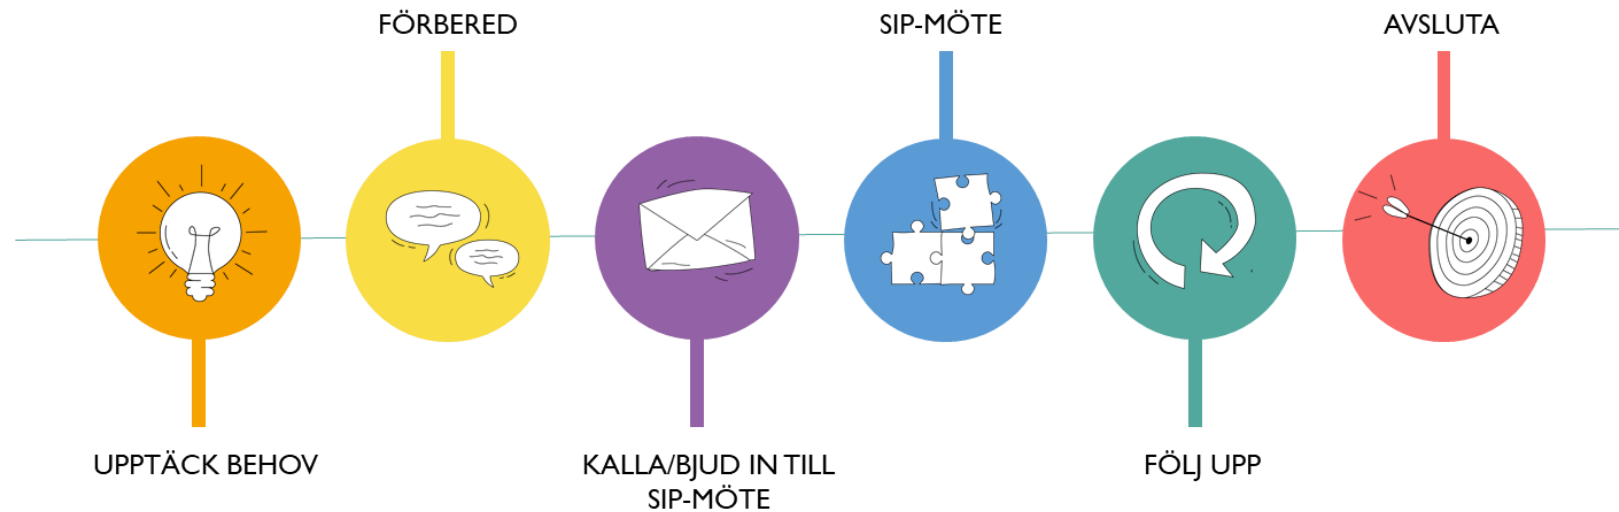 UPPTÄCK BEHOV
FÖRBERED
KALLA/BJUD IN TILL
SIP-MÖTE
SIP-MÖTE
FÖLJ UPP
AVSLUTA